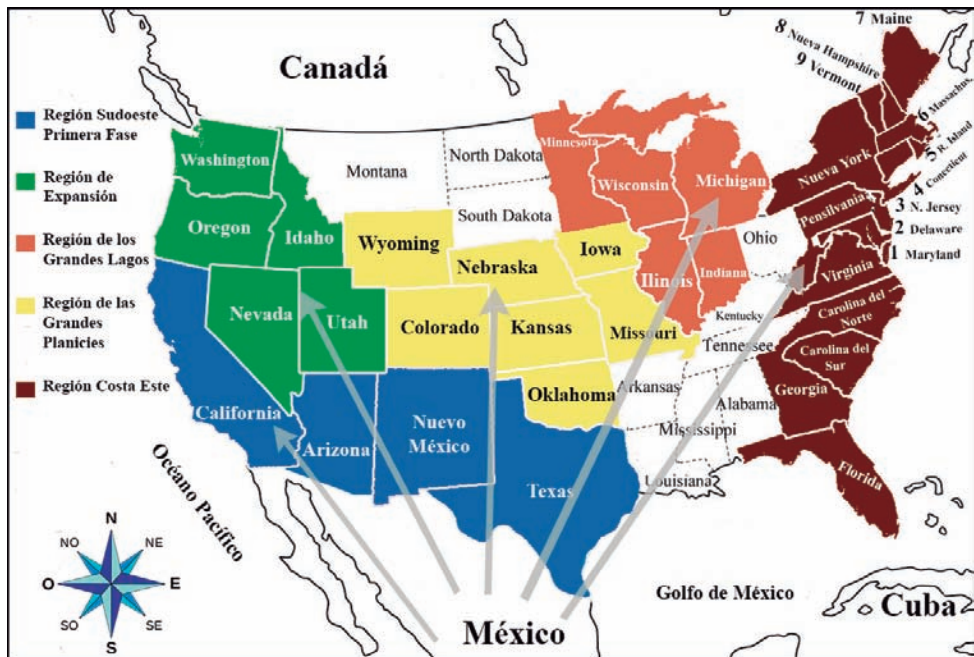 Canadá
7 Maine
8 Nueva Hampshire
9 Vermont
6 Massachus.
5 R. Island
4 Conecticut
3 N. Jersey
2 Delaware
1 Maryland
Región Sudoeste
Primera Fase
Región de
Expansión
Región de los
Grandes Lagos
Región de las
Grandes
Planicies
Región Costa Este
Washington
Oregon
Idaho
Montana
North Dakota
South Dakota
Minnesota
Wisconsin
Michigan
Nueva York
Pensilvania
Wyoming
Nebraska
Iowa
Ohio
Illinois
Indiana
Virginia
Nevada
Utah
Colorado
Kansas
Missouri
Kentucky
Carolina del
Norte
Tennessee
Carolina del
Sur
California
Arizona
Nuevo
México
Oklahoma
Arkansas
Alabama
Georgia
Mississippi
Texas
Louisiana
Florida
Océano Pacífico
N
NO
NE
O
E
SO
SE
S
México
Golfo de México
Cuba